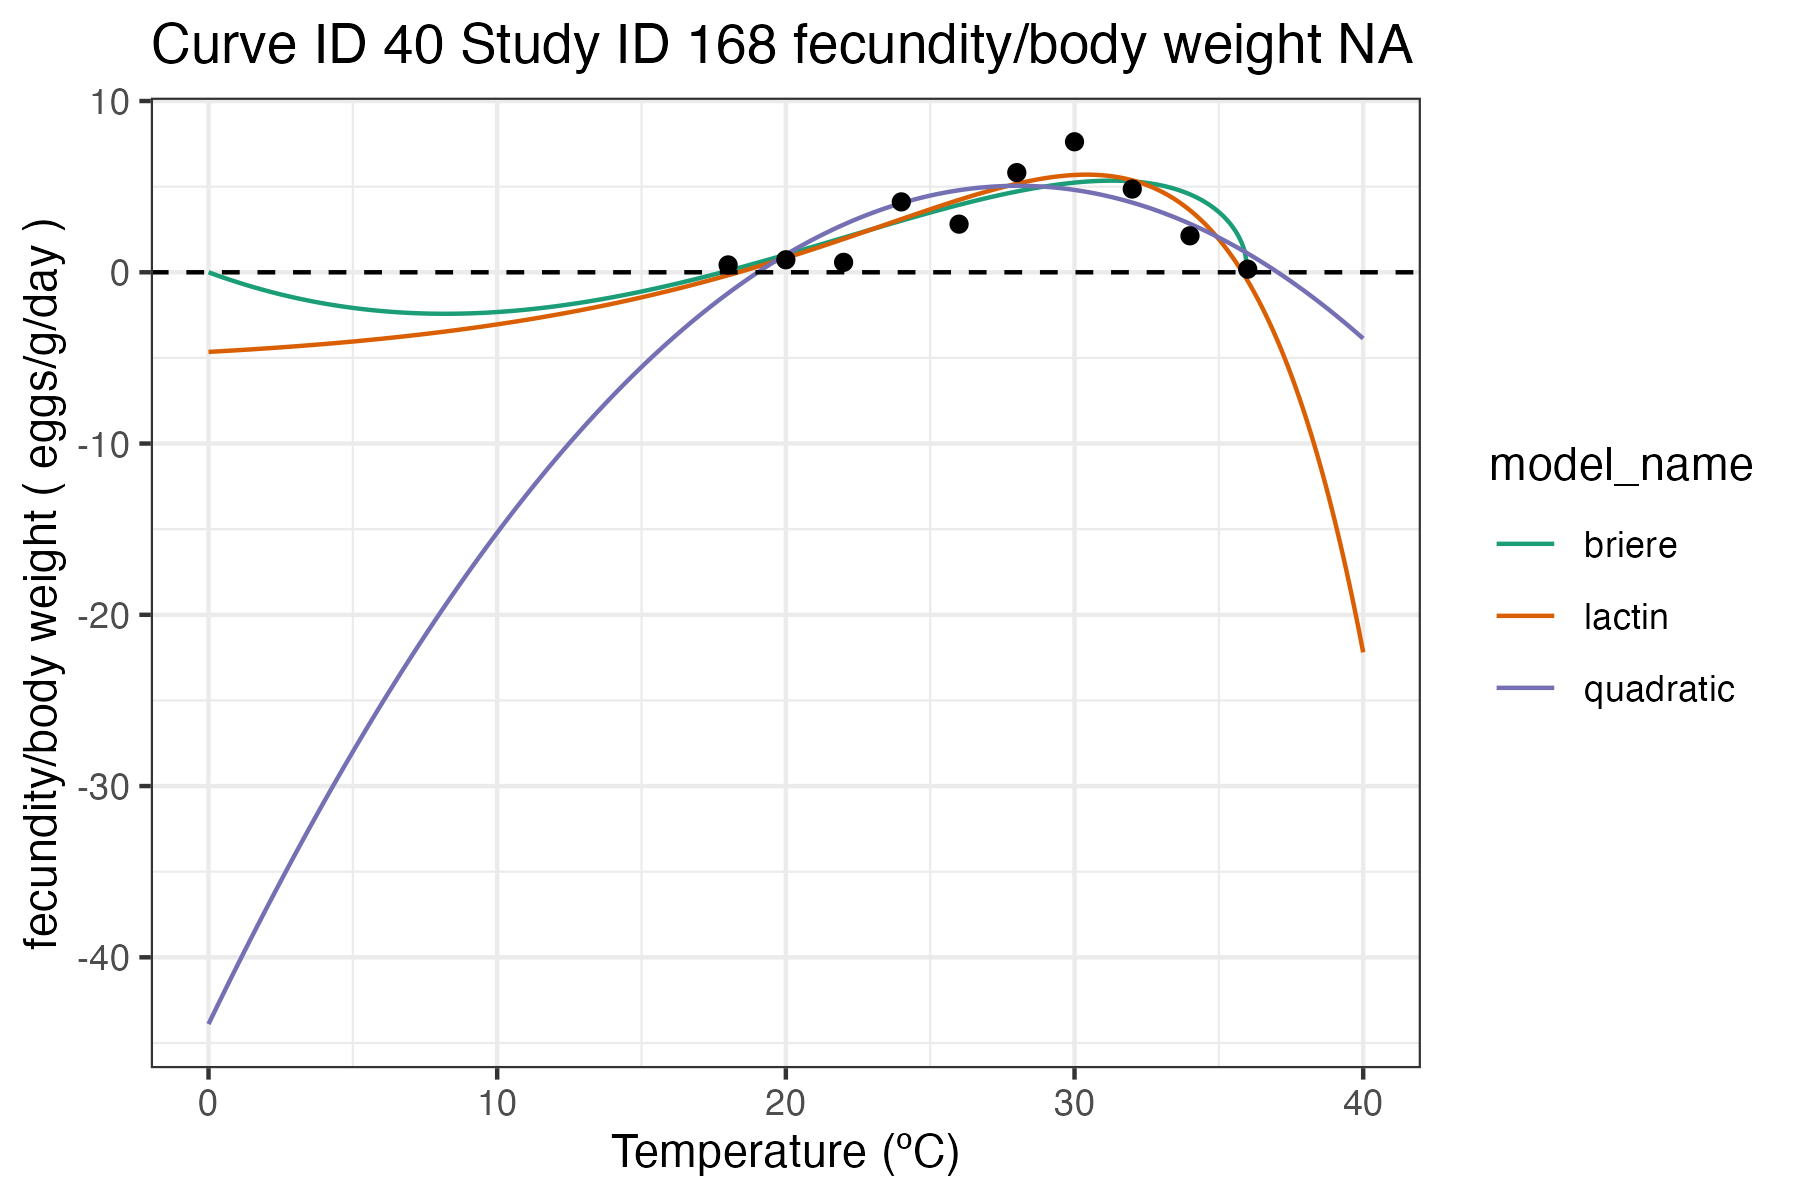 Curve ID 40 Study ID 168 fecundity/body weight NA
fecundity/body weight ( eggs/g/day )
10
0
-10
-20
-30
-40
0 10 20 30 40
Temperature (ºC)
model_name
briere
lactin
quadratic